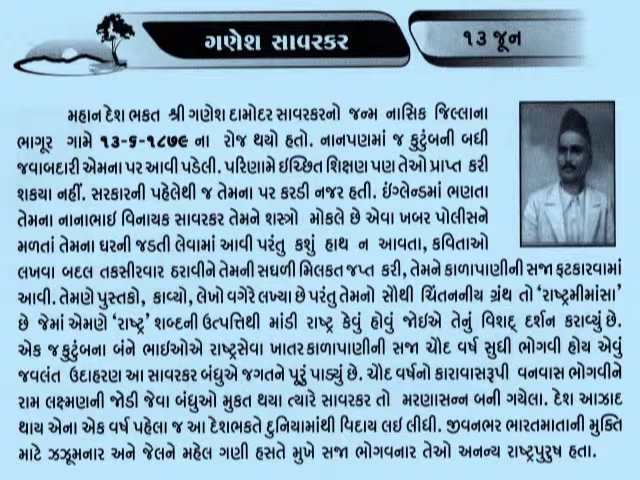 ગણેશ સાવરકર
૧૩ જૂન
મહાન દેશ ભકત શ્રી ગણેશ દામોદર સાવરકરનો જન્મ નાસિક જિલ્લાના
ભાગૂર ગામે ૧૩-૬-૧૮૭૯ ના રોજ થયો હતો. નાનપણમાં જ કુટુંબની બધી
જવાબદારી એમના પર આવી પડેલી. પરિણામે ઇચ્છિત શિક્ષણ પણ તેઓ પ્રાપ્ત કરી
શકયા નહીં. સરકારની પહેલેથી જ તેમના પર કરડી નજર હતી. ઇંગ્લેન્ડમાં ભણતા
તેમના નાનાભાઈ વિનાયક સાવરકર તેમને શસ્ત્રો મોકલે છે એવા ખબર પોલીસને
મળતાં તેમના ઘરની જડતી લેવામાં આવી પરંતુ કશું હાથ ન આવતા, કવિતાઓ
લખવા બદલ તકસીરવાર ઠરાવીને તેમની સઘળી મિલકત જપ્ત કરી, તેમને કાળાપાણીની સજા ફટકારવામાં
આવી. તેમણે પુસ્તકો, કાવ્યો, લેખો વગેરે લખ્યા છે પરંતુ તેમનો સૌથી ચિંતનનીય ગ્રંથ તો ‘રાષ્ટ્રમીમાંસા’
છે જેમાં એમણે ‘રાષ્ટ્ર’ શબ્દની ઉત્પત્તિથી માંડી રાષ્ટ્ર કેવું હોવું જોઈએ તેનું વિશદ્ દર્શન કરાવ્યું છે.
એક જ કુટુંબના બંને ભાઈઓએ રાષ્ટ્રસેવા ખાતર કાળાપાણીની સજા ચૌદ વર્ષ સુધી ભોગવી હોય એવું
જવલંત ઉદાહરણ આ સાવરકર બંધુએ જગતને પૂરું પાડ્યું છે. ચૌદ વર્ષનો કારાવાસરૂપી વનવાસ ભોગવીને
રામ લક્ષ્મણની જોડી જેવા બંધુઓ મુકત થયા ત્યારે સાવરકર તો મરણાસન્ન બની ગયેલા. દેશ આઝાદ
થાય એના એક વર્ષ પહેલા જ આ દેશભકતે દુનિયામાંથી વિદાય લઇ લીધી. જીવનભર ભારતમાતાની મુક્તિ
માટે ઝઝૂમનાર અને જેલને મહેલ ગણી હસતે મુખે સજા ભોગવનાર તેઓ અનન્ય રાષ્ટ્રપુરુષ હતા.